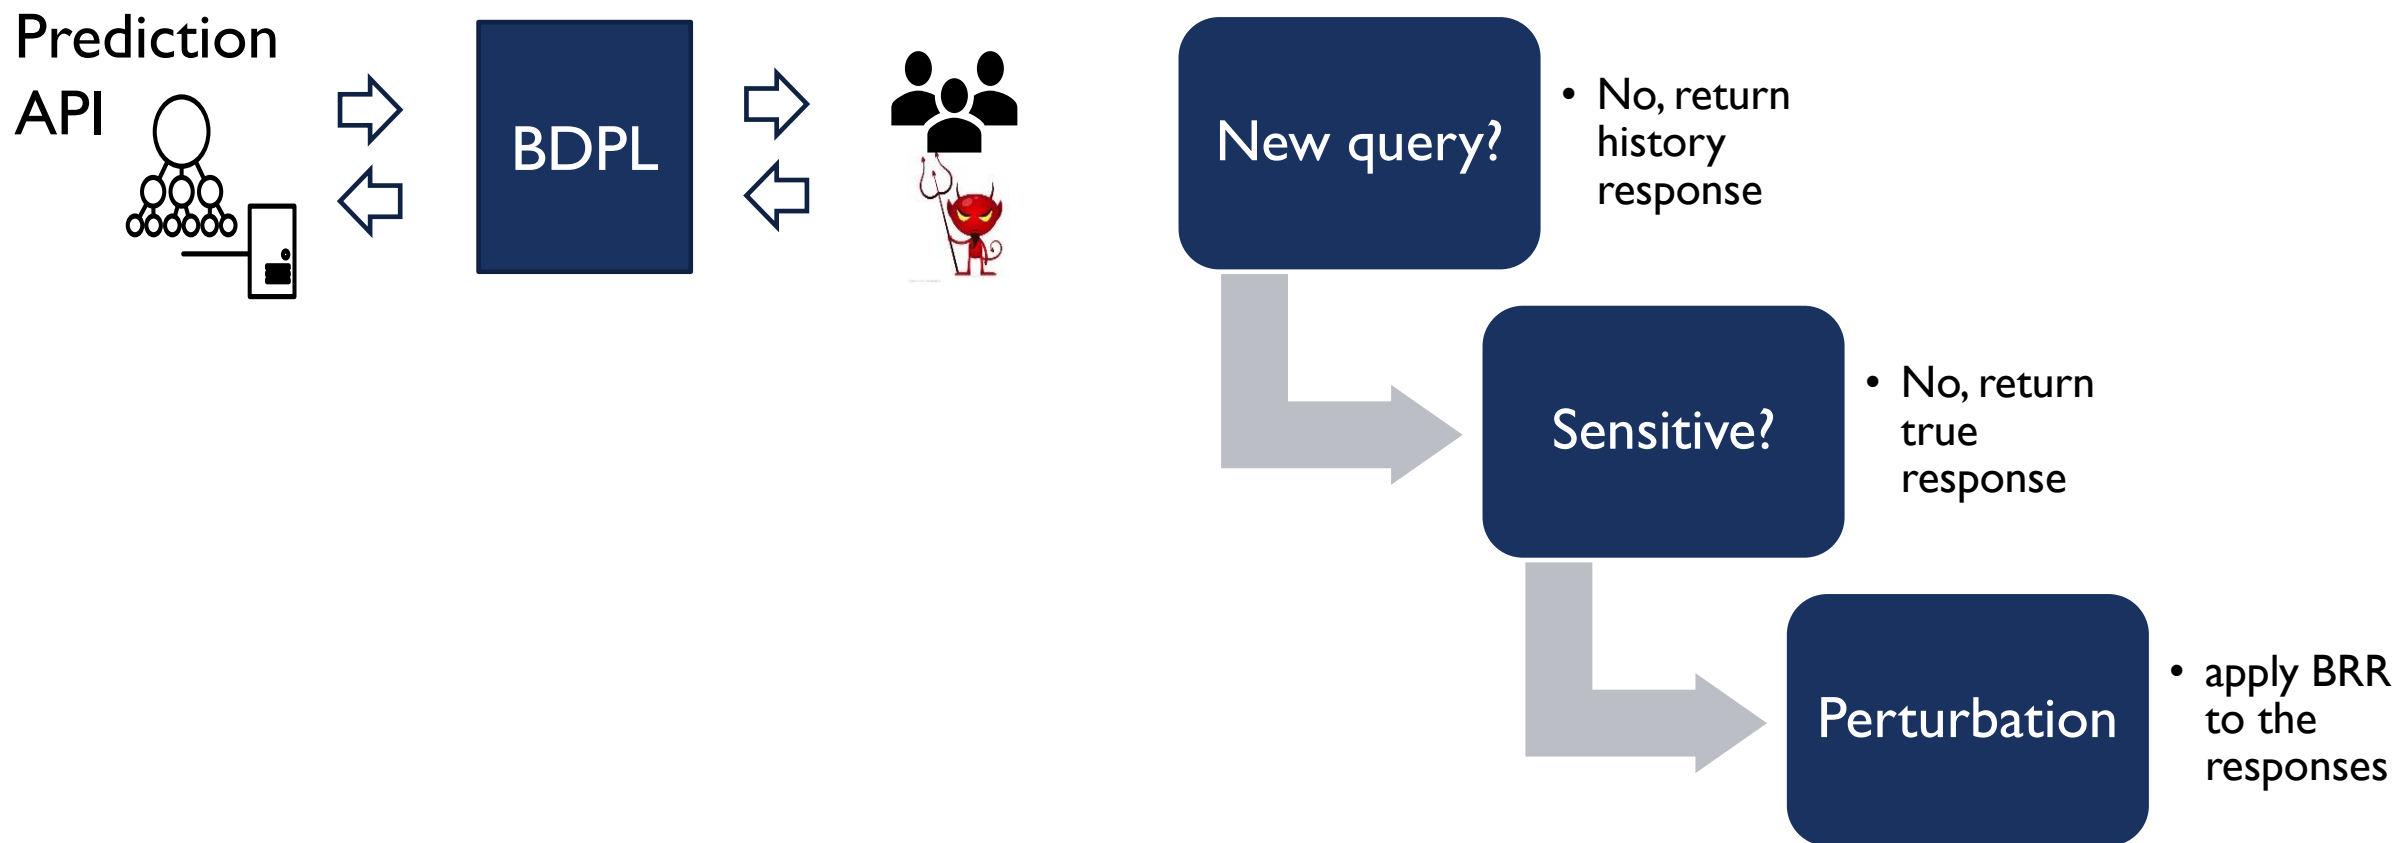 Prediction
API
BDPL
New query?
• No, return
history
response
Sensitive?
• No, return
true
response
Perturbation
• apply BRR
to the
responses